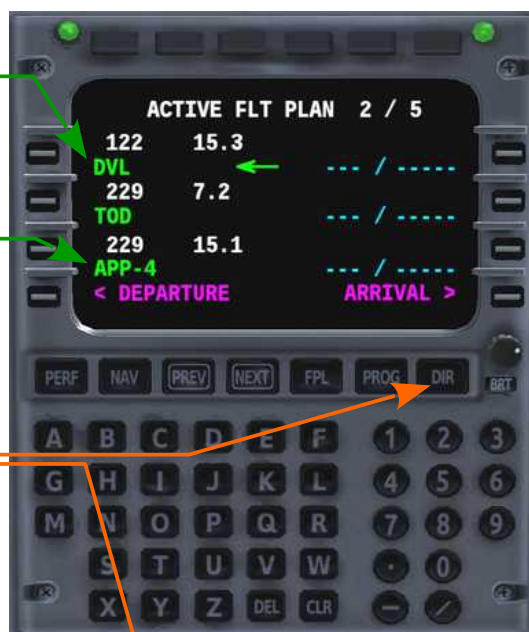 ACTIVE FLT PLAN 2 / 5
122 15.3
DVL --- / -----
229 7.2
TOD --- / -----
229 15.1
APP-4 --- / -----
< DEPARTURE ARRIVAL >
PERF NAV PREV NEXT FPL PROG DIR BRT
A B C D E F 1 2 3
G H I J K L 4 5 6
M N O P Q R 7 8 9
S T U V W · 0
X Y Z DEL CLR - /